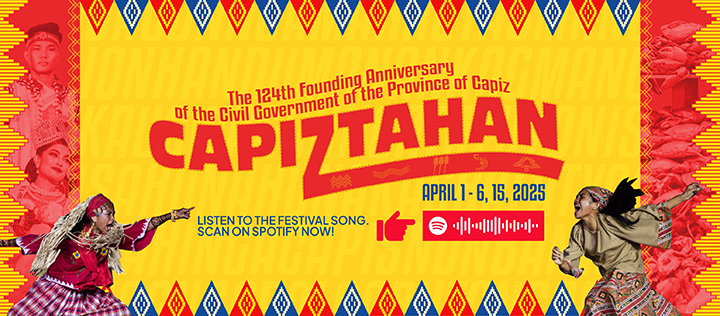 The 124th Founding Anniversary
of the Civil Government of the Province of Capiz
CAPIZTAHAN
APRIL 1 - 6, 15, 2025
LISTEN TO THE FESTIVAL SONG.
SCAN ON SPOTIFY NOW!